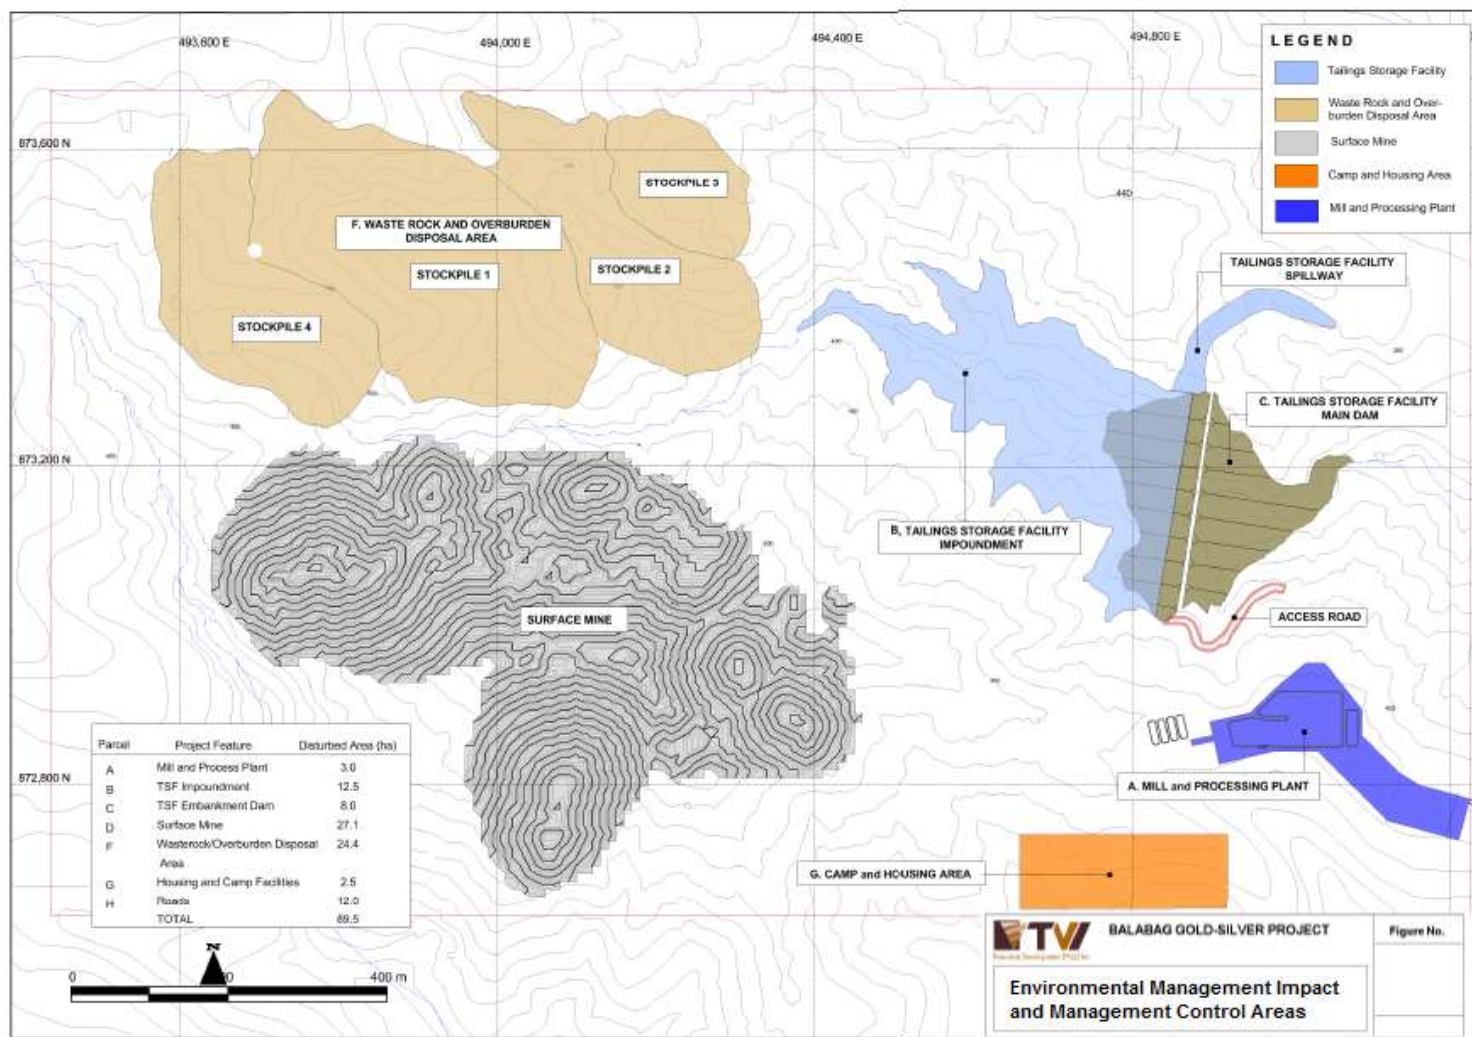 493,600 E
494,000 E
494,400 E
494,800 E
LEGEND
Tailings Storage Facility
Waste Rock and Over-
burden Disposal Area
Surface Mine
Camp and Housing Area
Mill and Processing Plant
873,600 N
440
STOCKPILE 3
F. WASTE ROCK AND OVERBURDEN
DISPOSAL AREA
STOCKPILE 1
STOCKPILE 2
STOCKPILE 4
TAILINGS STORAGE FACILITY
SPILLWAY
C. TAILINGS STORAGE FACILITY
MAIN DAM
873,200 N
B, TAILINGS STORAGE FACILITY
IMPOUNDMENT
SURFACE MINE
ACCESS ROAD
Parcel Project Feature Disturbed Area (ha)
A Mill and Process Plant 3.0
B TSF Impoundment 12.5
C TSF Embankment Dam 8.0
D Surface Mine 27.1
F Wasterock/Overburden Disposal 24.4
Area
G Housing and Camp Facilities 2.5
H Roads 12.0
TOTAL 89.5
872,800 N
A. MILL and PROCESSING PLANT
G. CAMP and HOUSING AREA
N
0 400 m
TVI
BALABAG GOLD-SILVER PROJECT
Figure No.
Environmental Management Impact
and Management Control Areas